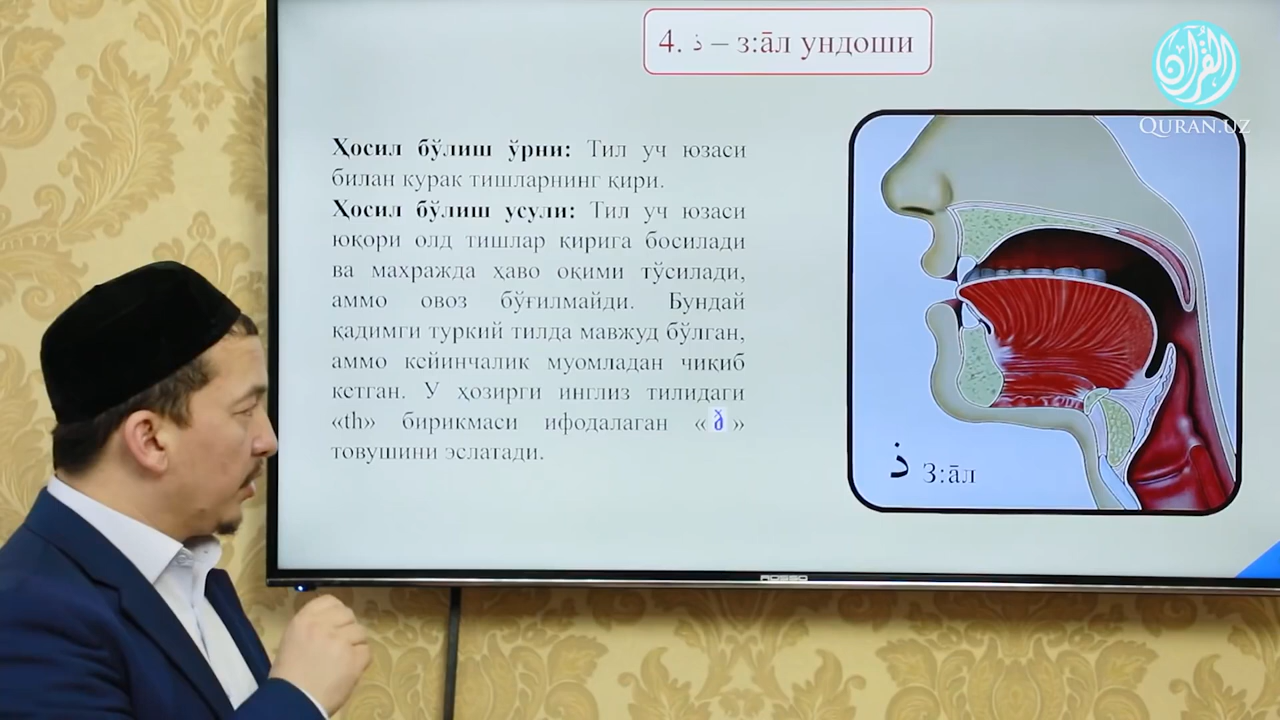 4. ذ – з:āл ундоши
القرآن
QURAN.UZ
Ҳосил бўлиш ўрни: Тил уч юзаси
билан курак тишларнинг қири.
Ҳосил бўлиш усули: Тил уч юзаси
юқори олд тишлар қирига босилади
ва махражда ҳаво оқими тўсилади,
аммо овоз бўғилмайди. Бундай
қадимги туркий тилда мавжуд бўлган,
аммо кейинчалик муомладан чиқиб
кетган. У ҳозирги инглиз тилидаги
«th» бирикмаси ифодалаган «ð»
товушини эслатади.
ذ З:āл
ROSSO